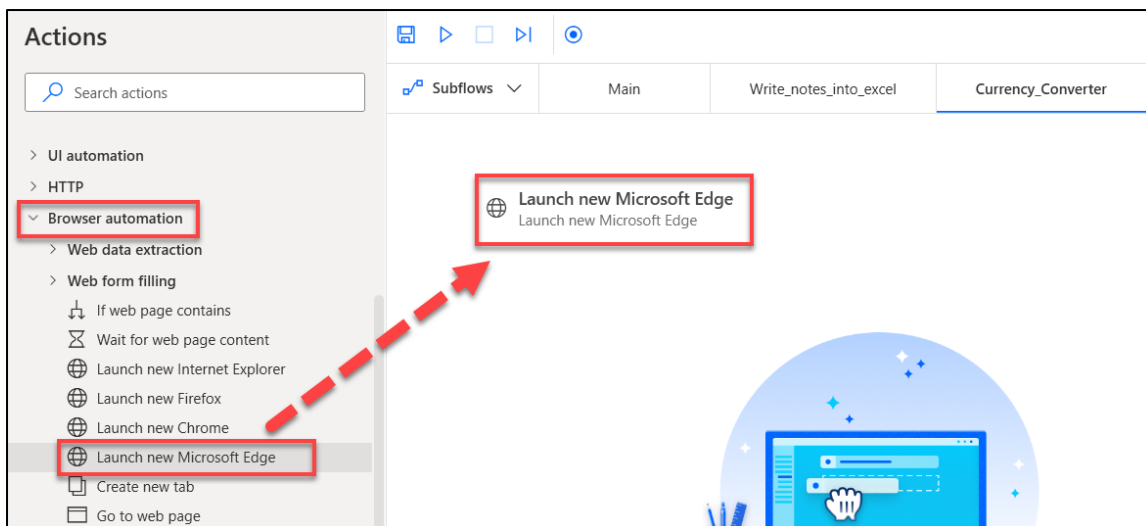 Actions
Search actions
UI automation
HTTP
Browser automation
Web data extraction
Web form filling
If web page contains
Wait for web page content
Launch new Internet Explorer
Launch new Firefox
Launch new Chrome
Launch new Microsoft Edge
Create new tab
Go to web page
Subflows
Main
Write_notes_into_excel
Currency_Converter
Launch new Microsoft Edge
Launch new Microsoft Edge